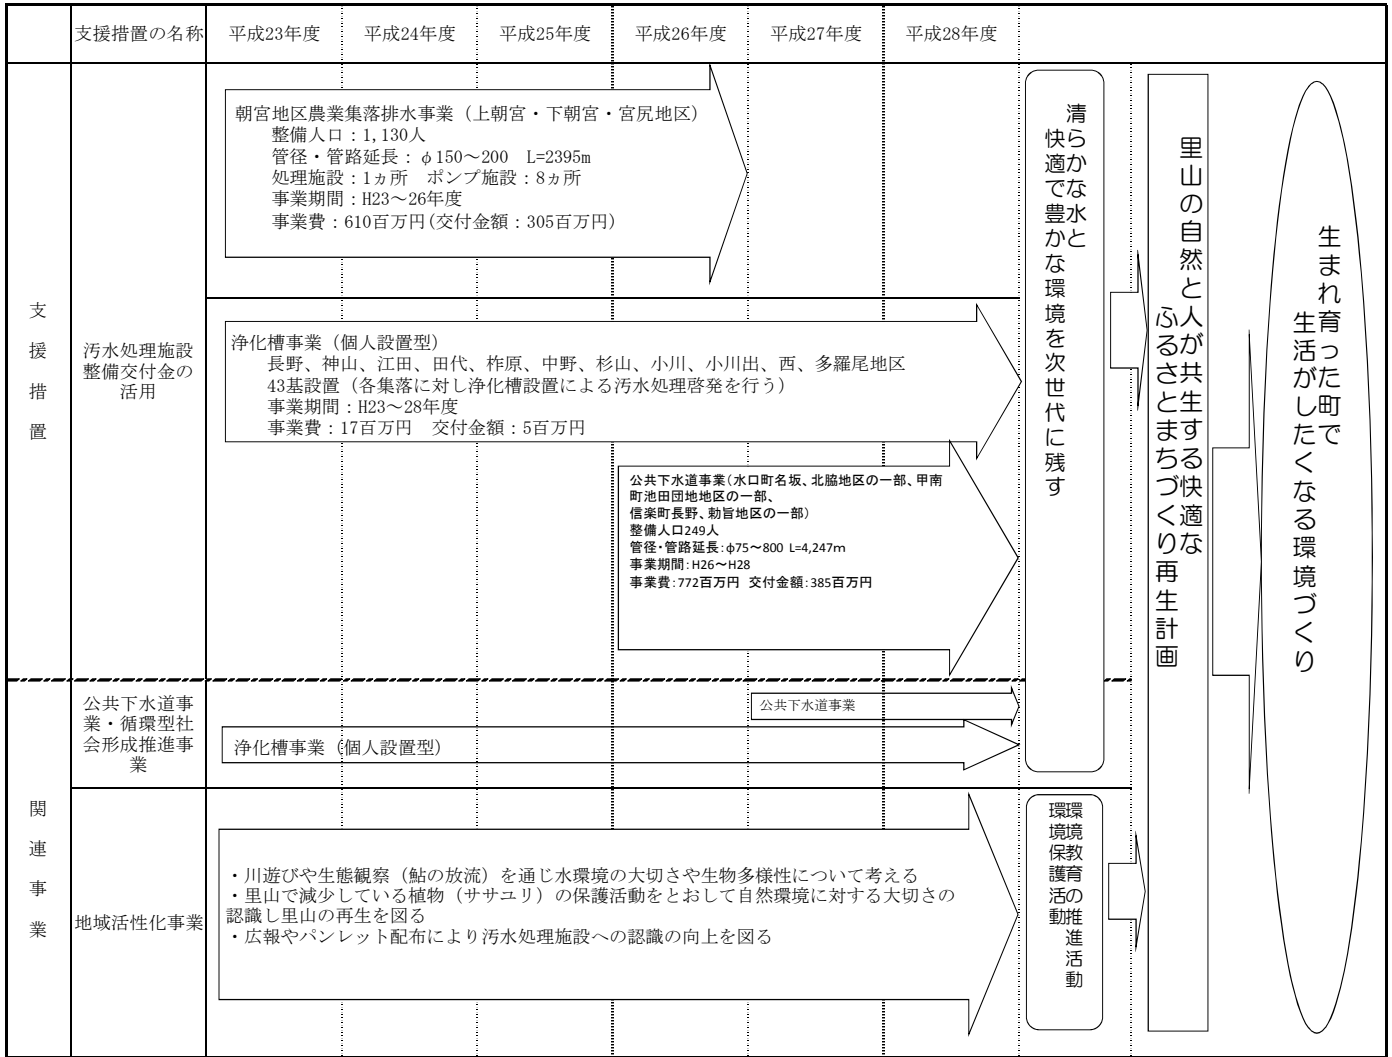 支援措置の名称
平成23年度
平成24年度
平成25年度
平成26年度
平成27年度
平成28年度
支援措置
汚水処理施設
整備交付金の
活用
朝宮地区農業集落排水事業（上朝宮・下朝宮・宮尻地区）
整備人口：1,130人
管径・管路延長：φ150～200　L=2395m
処理施設：1ヵ所　ポンプ施設：8ヵ所
事業期間：H23～26年度
事業費：610百万円(交付金額：305百万円)
浄化槽事業（個人設置型）
長野、神山、江田、田代、柞原、中野、杉山、小川、小川出、西、多羅尾地区
43基設置（各集落に対し浄化槽設置による汚水処理啓発を行う）
事業期間：H23～28年度
事業費：17百万円　交付金額：5百万円
公共下水道事業(水口町名坂、北脇地区の一部、甲南
町池田団地地区の一部、
信楽町長野、勅旨地区の一部)
整備人口249人
管径・管路延長:φ75～800 L=4,247m
事業期間:H26～H28
事業費:772百万円 交付金額:385百万円
関連事業
公共下水道事
業・循環型社
会形成推進事
業
公共下水道事業
浄化槽事業（個人設置型）
地域活性化事業
・川遊びや生態観察（鮎の放流）を通じ水環境の大切さや生物多様性について考える
・里山で減少している植物（ササユリ）の保護活動をとおして自然環境に対する大切さの
認識し里山の再生を図る
・広報やパンレット配布により汚水処理施設への認識の向上を図る
清らかな水と
快適で豊かな環境を次世代に残す
環境教育の推進活動
環境保護活動
里山の自然と人が共生する快適な
ふるさとまちづくり再生計画
生まれ育った町で
生活がしたくなる環境づくり